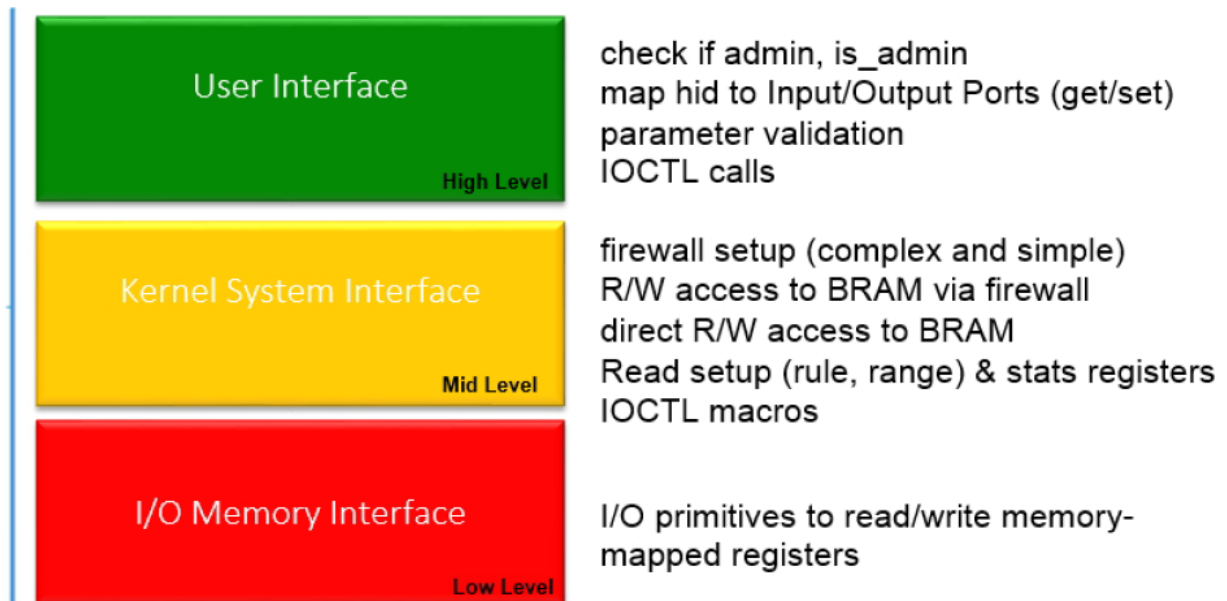 User Interface
High Level
check if admin, is_admin
map hid to Input/Output Ports (get/set)
parameter validation
IOCTL calls
Kernel System Interface
Mid Level
firewall setup (complex and simple)
R/W access to BRAM via firewall
direct R/W access to BRAM
Read setup (rule, range) & stats registers
IOCTL macros
I/O Memory Interface
Low Level
I/O primitives to read/write memory-
mapped registers